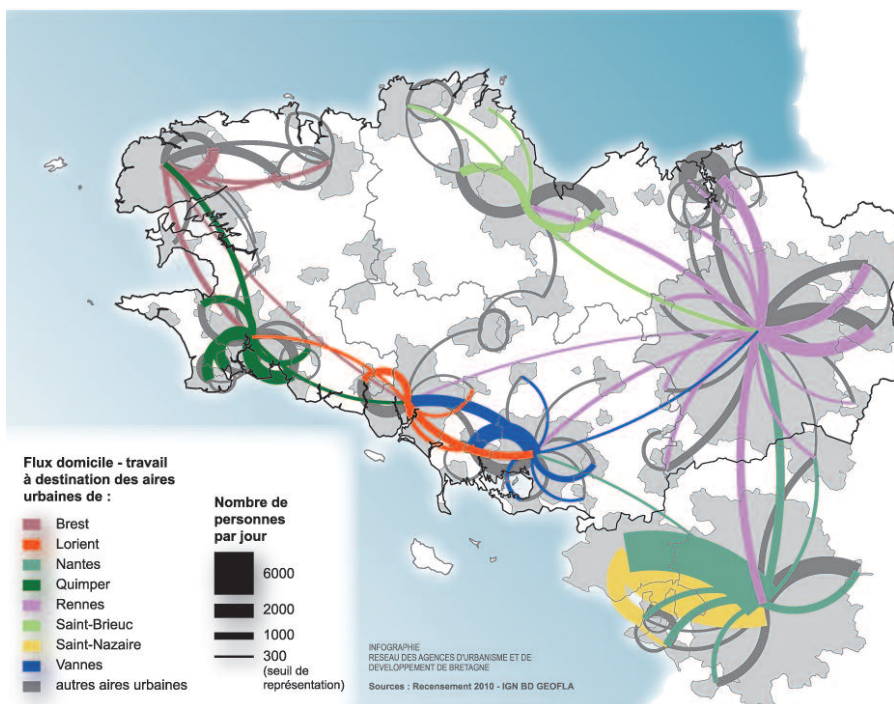 Flux domicile - travail
à destination des aires
urbaines de :
Brest
Lorient
Nantes
Quimper
Rennes
Saint-Brieuc
Saint-Nazaire
Vannes
autres aires urbaines
Nombre de
personnes
par jour
6000
2000
1000
300
(seuil de
représentation)
INFOGRAPHIE
RESEAU DES AGENCES D'URBANISME ET DE
DEVELOPPEMENT DE BRETAGNE
Sources : Recensement 2010 - IGN BD GEOFLA